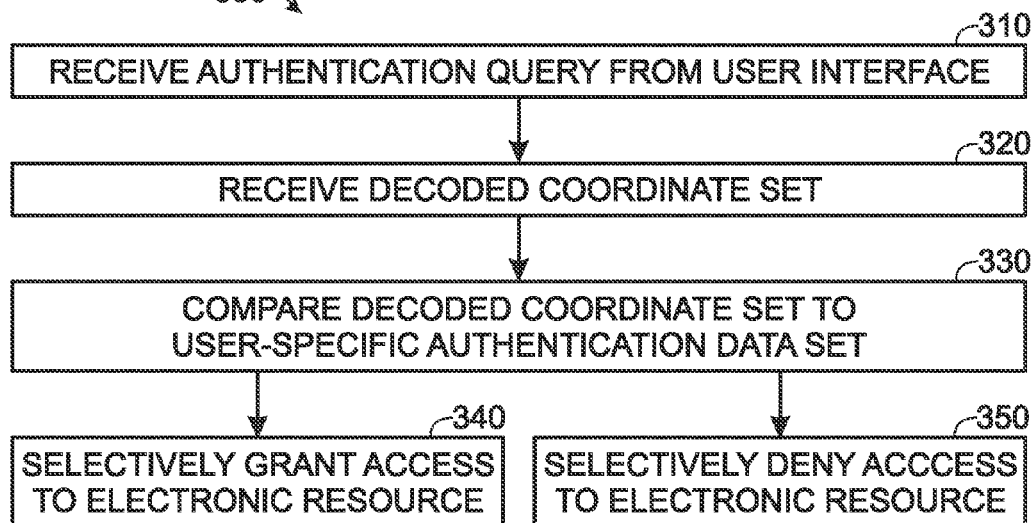 310
RECEIVE AUTHENTICATION QUERY FROM USER INTERFACE
320
RECEIVE DECODED COORDINATE SET
330
COMPARE DECODED COORDINATE SET TO
USER-SPECIFIC AUTHENTICATION DATA SET
340
SELECTIVELY GRANT ACCESS
TO ELECTRONIC RESOURCE
350
SELECTIVELY DENY ACCCESS
TO ELECTRONIC RESOURCE